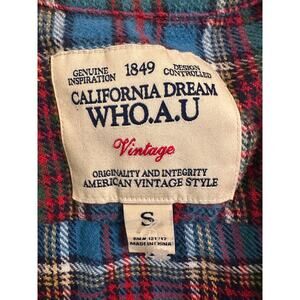 GENUINE INSPIRATION 1849 DESIGN CONTROLLED
CALIFORNIA DREAM
WHO.A.U
Vintage
ORIGINALITY AND INTEGRITY
AMERICAN VINTAGE STYLE
S
MADE IN CHINA